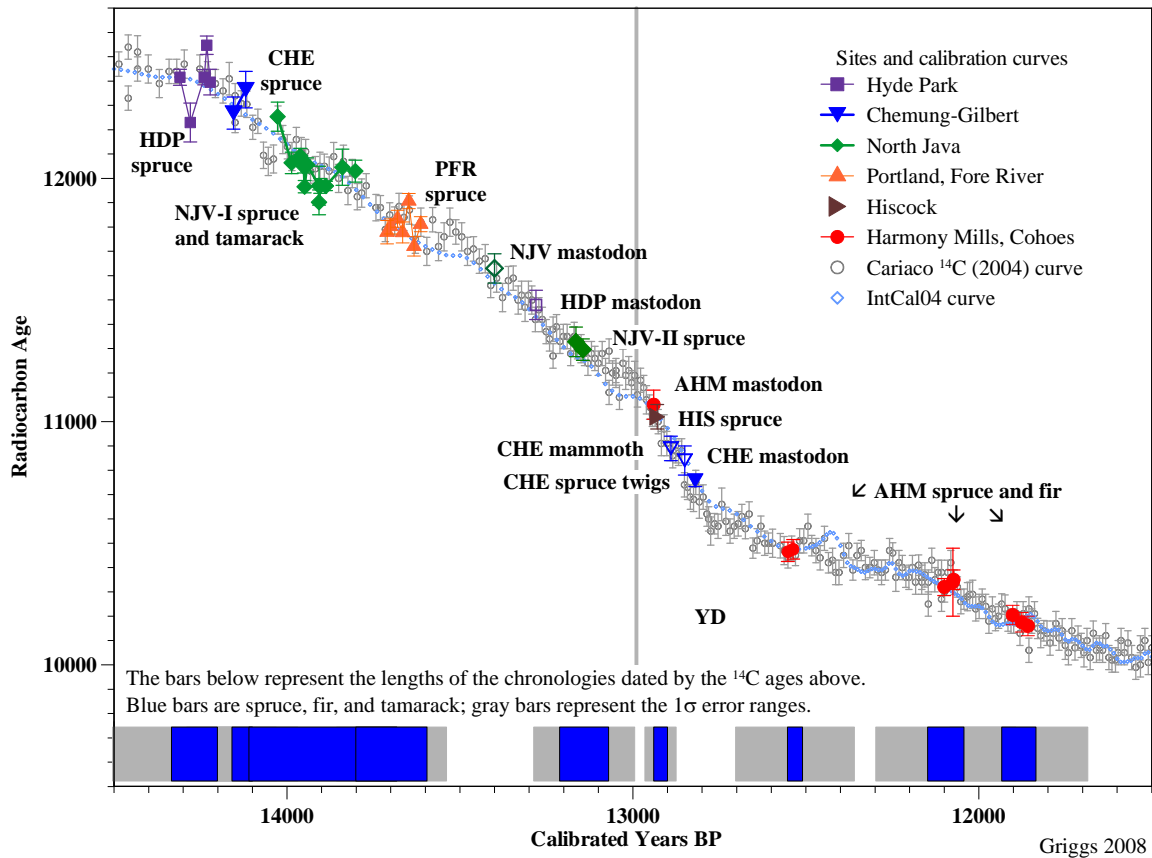 Sites and calibration curves
Hyde Park
Chemung-Gilbert
North Java
Portland, Fore River
Hiscock
Harmony Mills, Cohoes
Cariaco ¹⁴C (2004) curve
IntCal04 curve
CHE
spruce
HDP
spruce
NJV-I spruce
and tamarack
PFR
spruce
NJV mastodon
HDP mastodon
NJV-II spruce
AHM mastodon
HIS spruce
CHE mammoth
CHE mastodon
CHE spruce twigs
AHM spruce and fir
YD
12000
11000
10000
Radiocarbon Age
The bars below represent the lengths of the chronologies dated by the ¹⁴C ages above.
Blue bars are spruce, fir, and tamarack; gray bars represent the 1σ error ranges.
14000
13000
12000
Calibrated Years BP
Griggs 2008